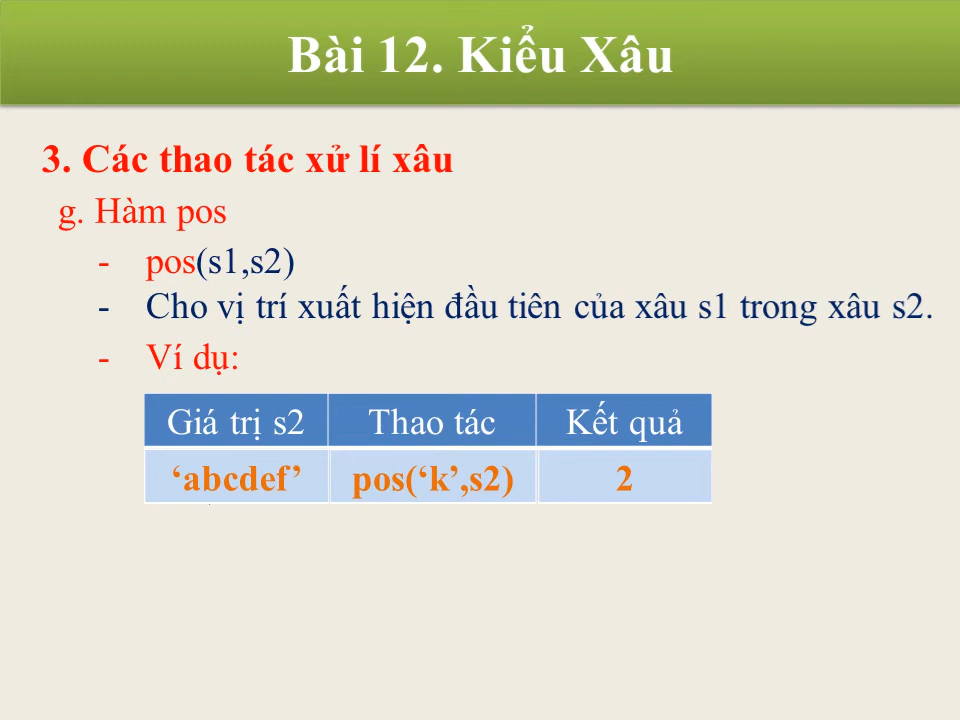 Bài 12. Kiểu Xâu
3. Các thao tác xử lí xâu
g. Hàm pos
- pos(s1,s2)
- Cho vị trí xuất hiện đầu tiên của xâu s1 trong xâu s2.
- Ví dụ:
Giá trị s2 Thao tác Kết quả
‘abcdef’ pos(‘k’,s2) 2